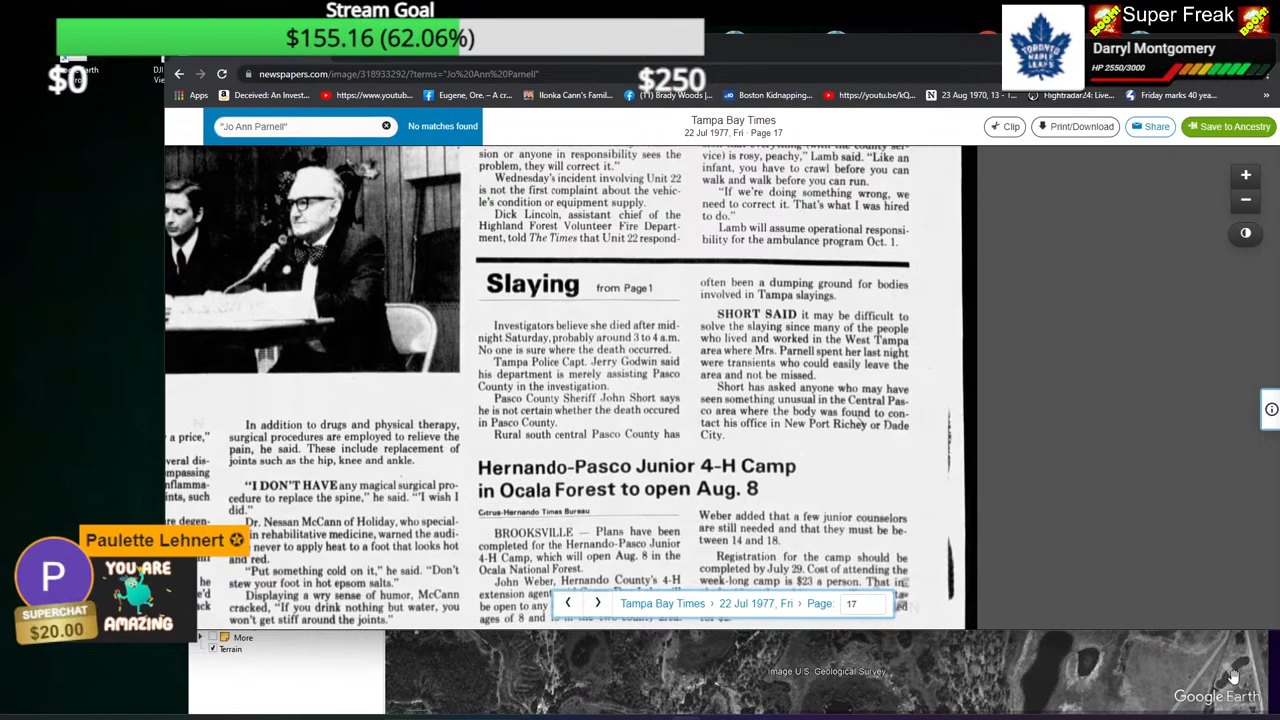 Stream Goal
$155.16 (62.06%)
$0
$250
Super Freak
BOOM!
BOOM!
TORONTO
MAPLE
LEAFS
Darryl Montgomery
HP 2550/3000
newspapers.com/image/318933292/?terms="Jo%20Ann%20Parnell"
Apps
Deceived: An Invest...
https://www.youtub...
Eugene, Ore. – A cr...
Ilonka Cann's Famil...
(11) Brady Woods |...
Boston Kidnapping...
https://youtu.be/kQ...
23 Aug 1970, 13 - T...
Flightradar24: Live...
Friday marks 40 yea...
»
"Jo Ann Parnell"
No matches found
Tampa Bay Times
22 Jul 1977, Fri · Page 17
Clip
Print/Download
Share
Save to Ancestry
sion or anyone in responsibility sees the
problem, they will correct it."
Wednesday's incident involving Unit 22
is not the first complaint about the vehic-
le's condition or equipment supply.
Dick Lincoln, assistant chief of the
Highland Forest Volunteer Fire Depart-
ment, told The Times that Unit 22 respond-
vice) is rosy, peachy," Lamb said. "Like an
infant, you have to crawl before you can
walk and walk before you can run.
"If we're doing something wrong, we
need to correct it. That's what I was hired
to do."
Lamb will assume operational responsi-
bility for the ambulance program Oct. 1.
Slaying from Page 1
Investigators believe she died after mid-
night Saturday, probably around 3 to 4 a.m.
No one is sure where the death occurred.
Tampa Police Capt. Jerry Godwin said
his department is merely assisting Pasco
County in the investigation.
Pasco County Sheriff John Short says
he is not certain whether the death occured
in Pasco County.
Rural south central Pasco County has
often been a dumping ground for bodies
involved in Tampa slayings.
SHORT SAID it may be difficult to
solve the slaying since many of the people
who lived and worked in the West Tampa
area where Mrs. Parnell spent her last night
were transients who could easily leave the
area and not be missed.
Short has asked anyone who may have
seen something unusual in the Central Pas-
co area where the body was found to con-
tact his office in New Port Richey or Dade
City.
a price,"
veral dis-
mpassing
nflamma-
ints, such
re degen-
In addition to drugs and physical therapy,
surgical procedures are employed to relieve the
pain, he said. These include replacement of
joints such as the hip, knee and ankle.
"I DON'T HAVE any magical surgical pro-
cedure to replace the spine," he said. "I wish I
did."
Dr. Nessan McCann of Holiday, who special-
in rehabilitative medicine, warned the audi-
never to apply heat to a foot that looks hot
and red.
"Put something cold on it," he said. "Don't
stew your foot in hot epsom salts."
Displaying a wry sense of humor, McCann
cracked, "If you drink nothing but water, you
won't get stiff around the joints."
Hernando-Pasco Junior 4-H Camp
in Ocala Forest to open Aug. 8
Citrus-Hernando Times Bureau
BROOKSVILLE — Plans have been
completed for the Hernando-Pasco Junior
4-H Camp, which will open Aug. 8 in the
Ocala National Forest.
John Weber, Hernando County's 4-H
extension agent
be open to any
ages of 8 and
Weber added that a few junior counselors
are still needed and that they must be be-
tween 14 and 18.
Registration for the camp should be
completed by July 29. Cost of attending the
week-long camp is $23 a person. That in-
Tampa Bay Times › 22 Jul 1977, Fri › Page: 17
Paulette Lehnert
P
SUPERCHAT
$20.00
YOU ARE
AMAZING
More
Terrain
Image U.S. Geological Survey
Google Earth